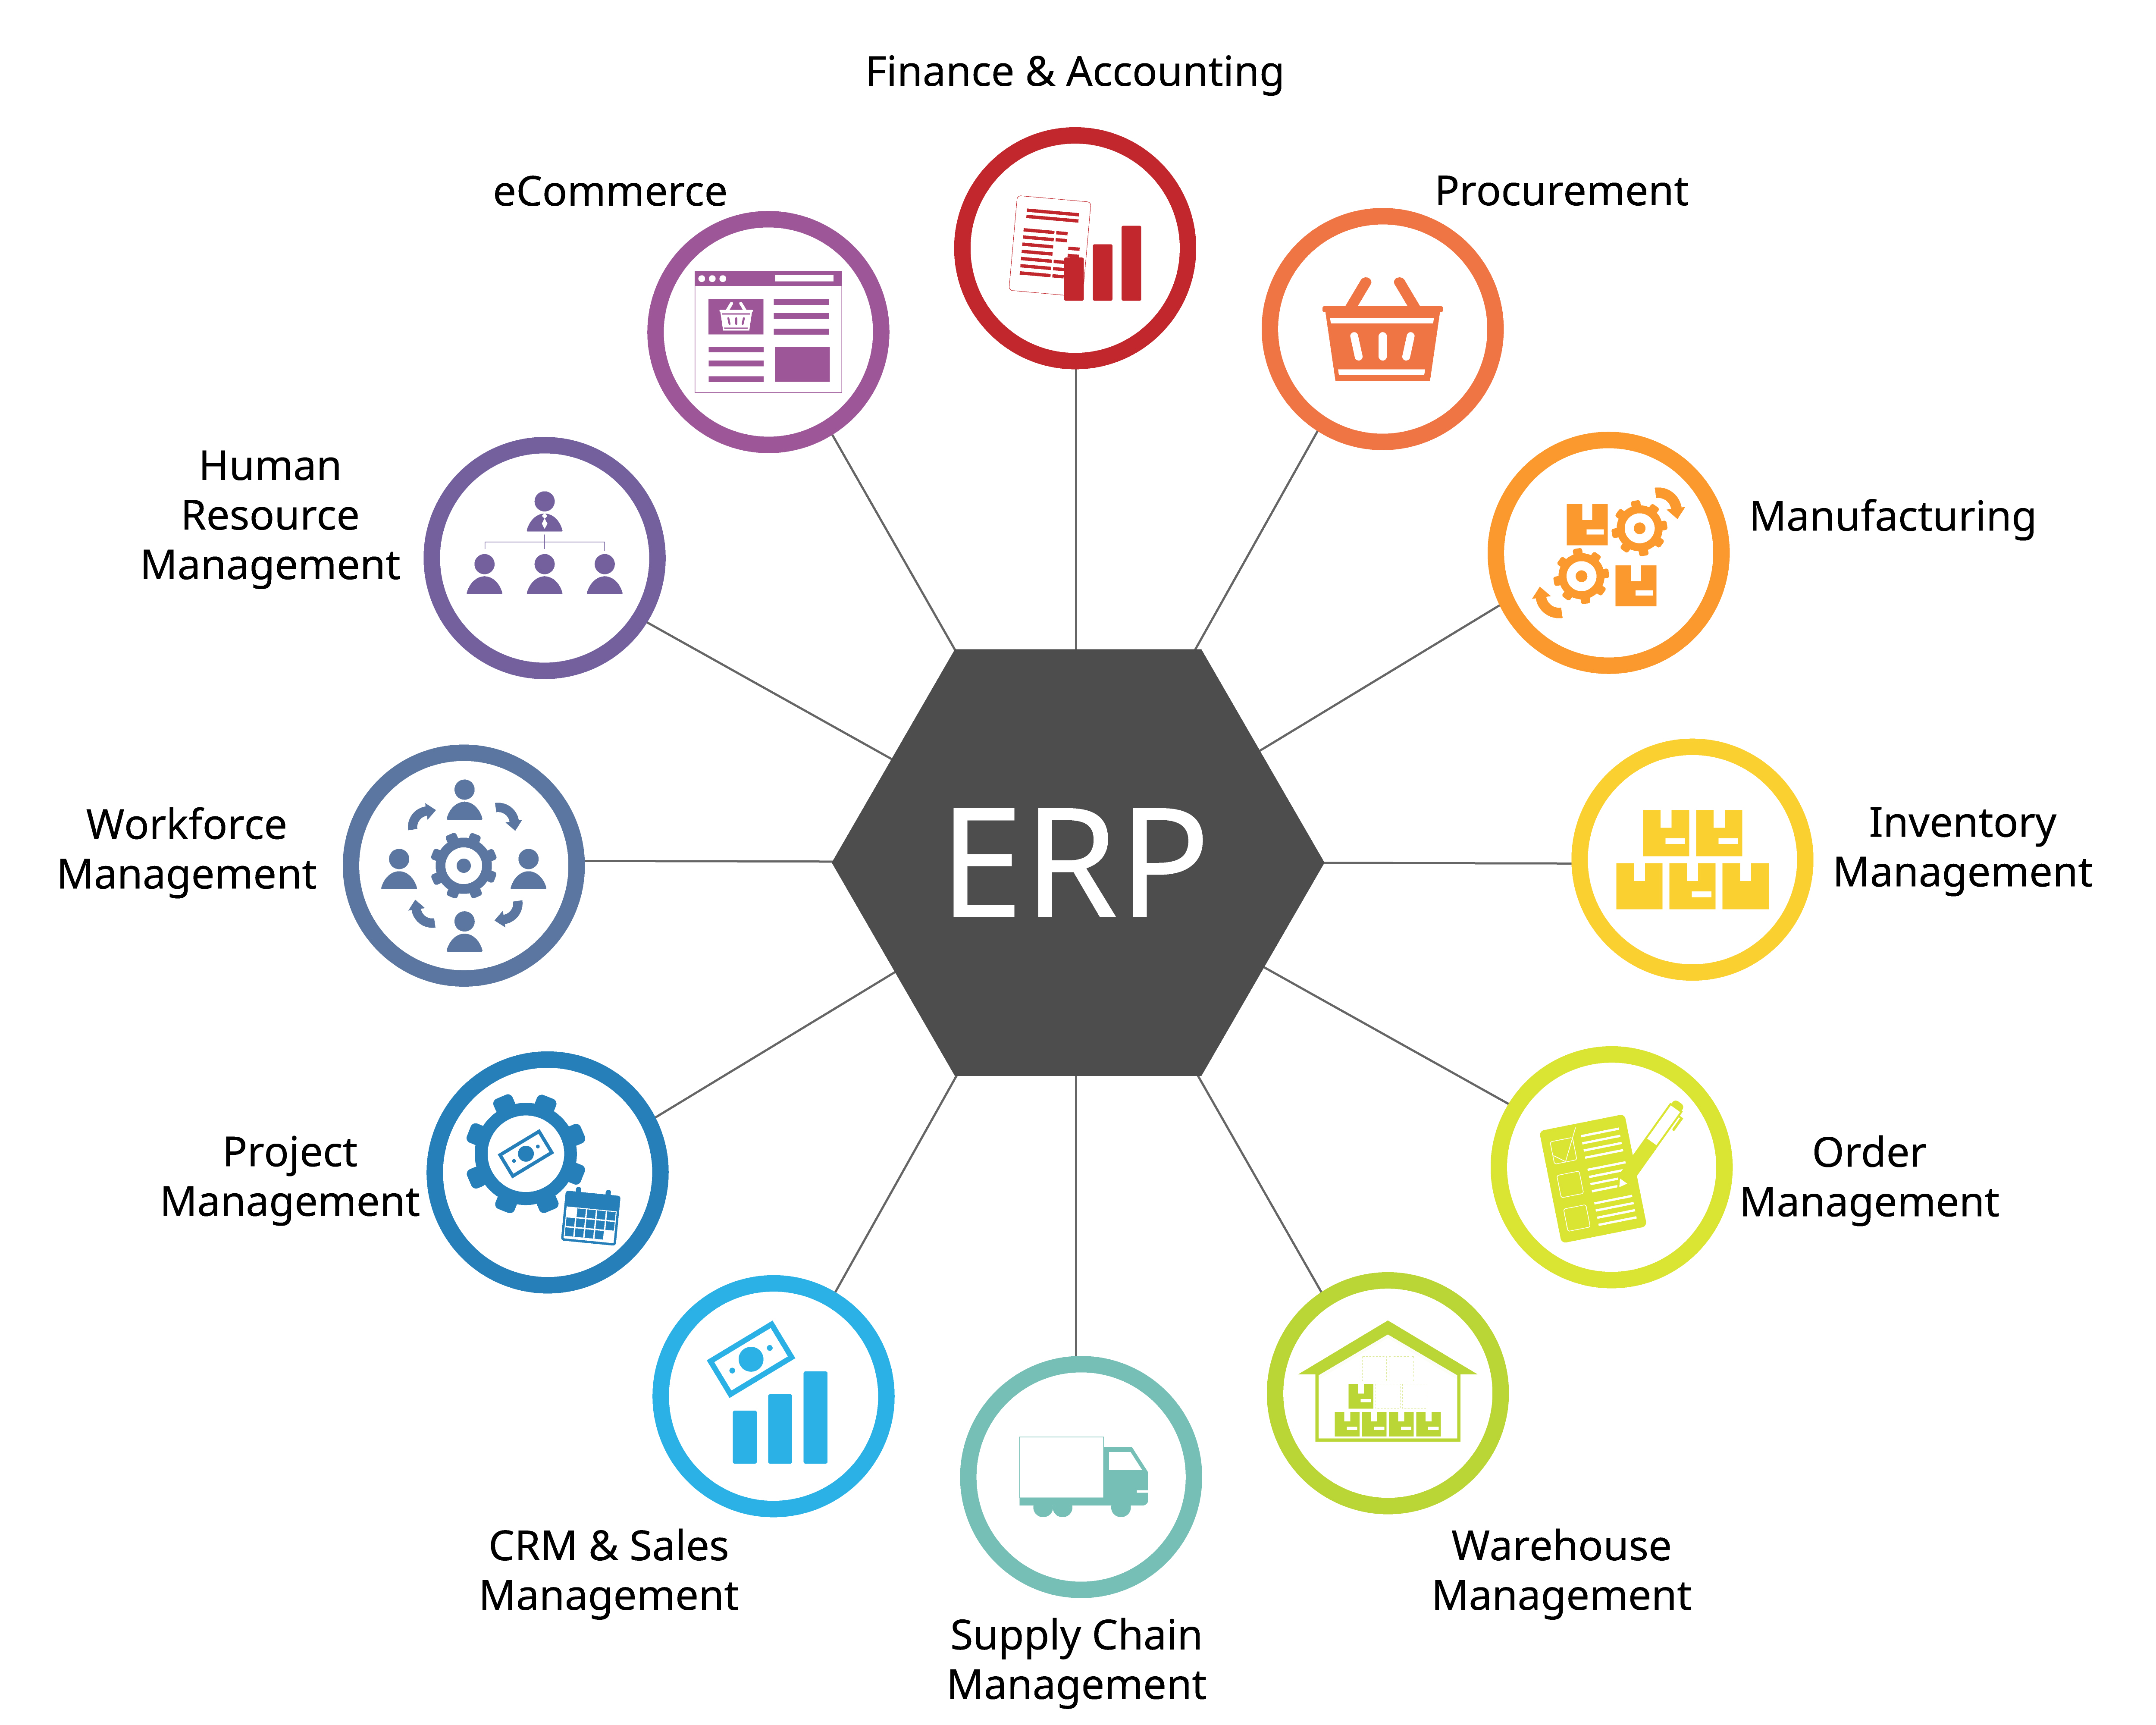 Finance & Accounting
eCommerce
Procurement
Human
Resource
Management
Manufacturing
ERP
Workforce
Management
Inventory
Management
Project
Management
Order
Management
CRM & Sales
Management
Warehouse
Management
Supply Chain
Management